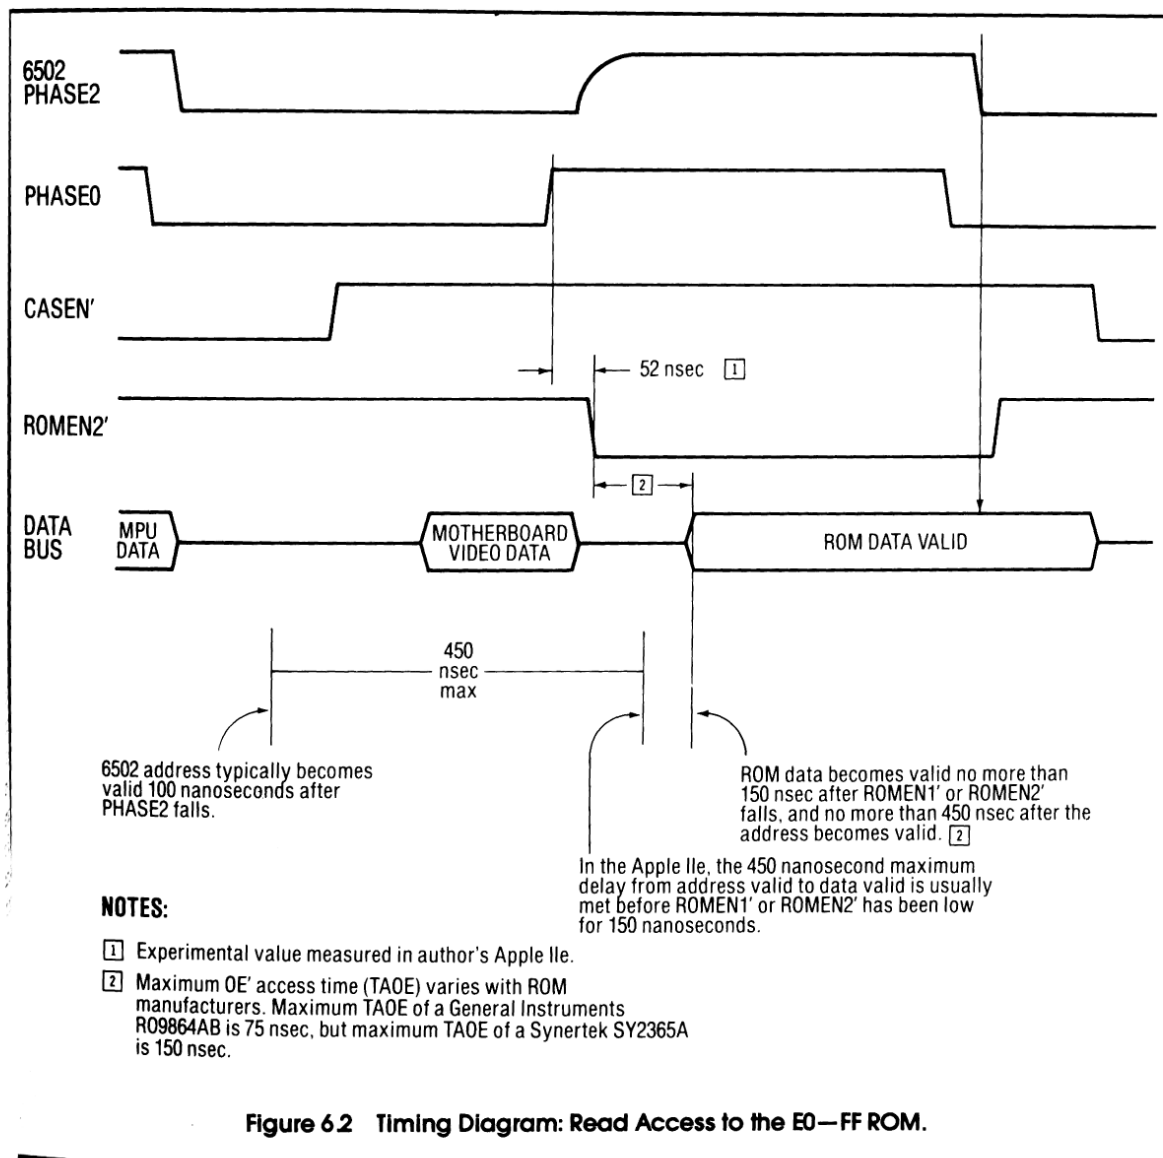 6502
PHASE2
PHASE0
CASEN'
52 nsec 1
ROMEN2'
2
DATA
BUS
MPU
DATA
MOTHERBOARD
VIDEO DATA
ROM DATA VALID
450
nsec
max
6502 address typically becomes
valid 100 nanoseconds after
PHASE2 falls.
ROM data becomes valid no more than
150 nsec after ROMEN1' or ROMEN2'
falls, and no more than 450 nsec after the
address becomes valid. 2
In the Apple IIe, the 450 nanosecond maximum
delay from address valid to data valid is usually
met before ROMEN1' or ROMEN2' has been low
for 150 nanoseconds.
NOTES:
1 Experimental value measured in author's Apple IIe.
2 Maximum OE' access time (TAOE) varies with ROM
manufacturers. Maximum TAOE of a General Instruments
RO9864AB is 75 nsec, but maximum TAOE of a Synertek SY2365A
is 150 nsec.
Figure 6.2 Timing Diagram: Read Access to the E0—FF ROM.